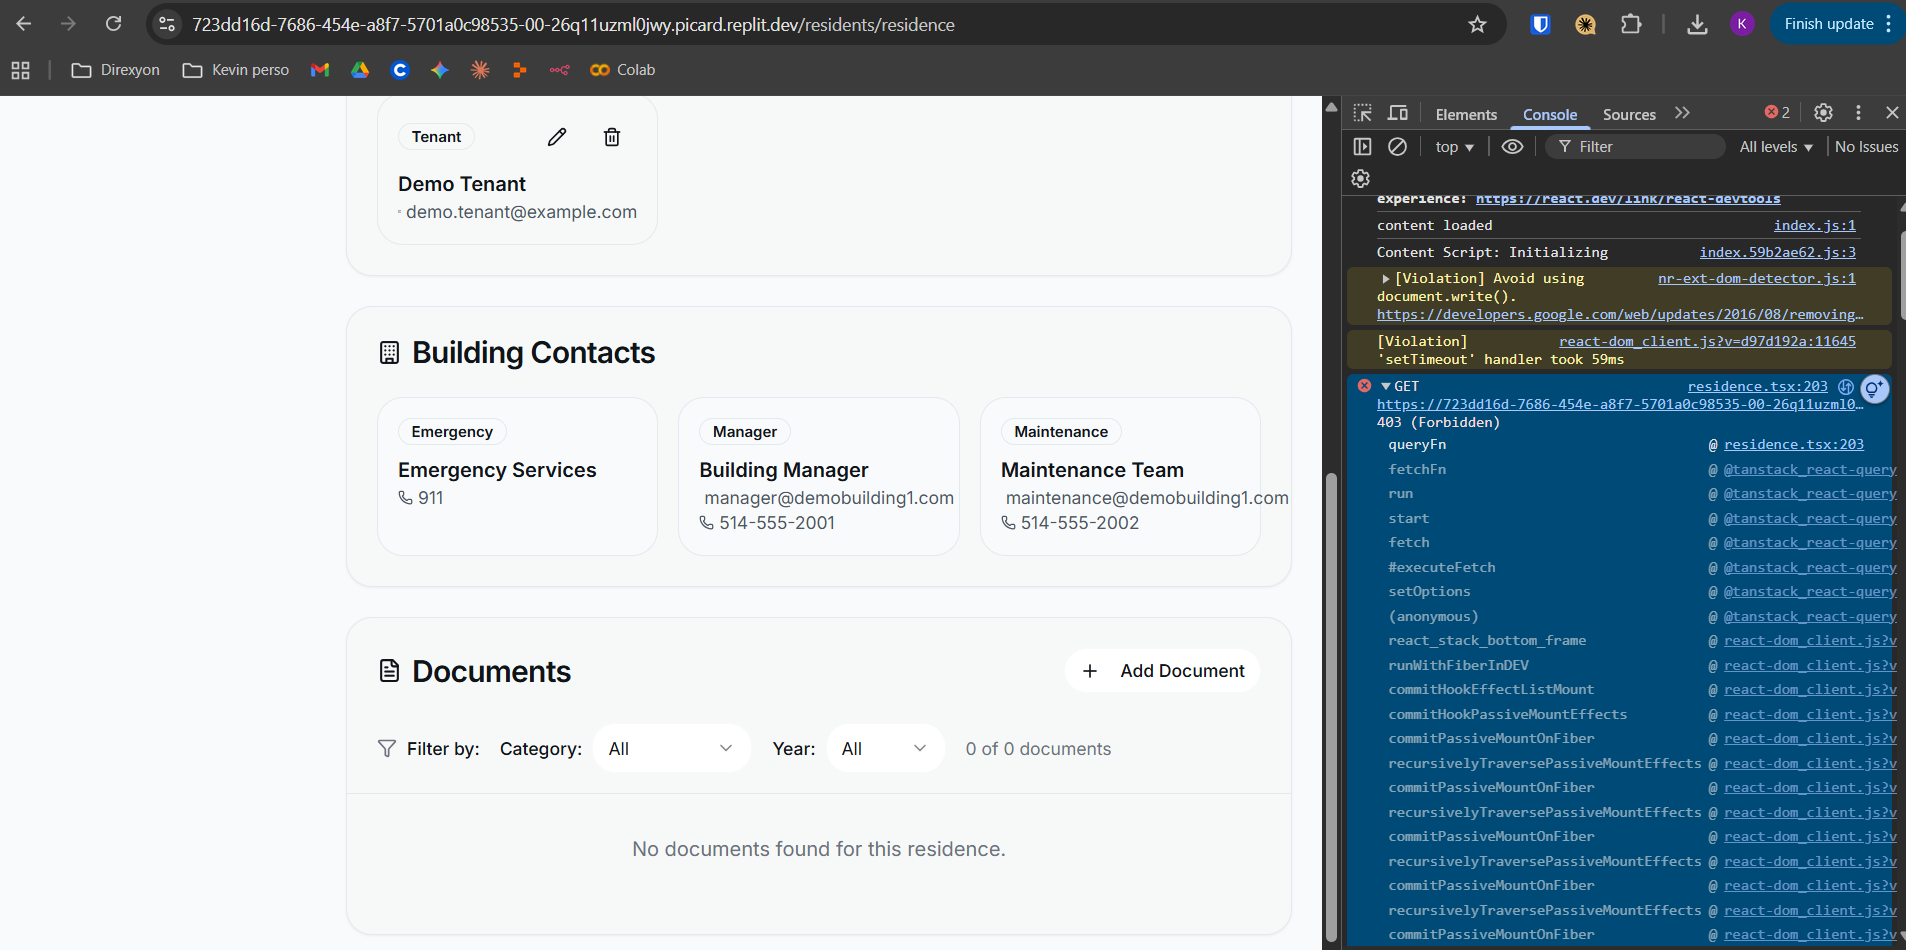 723dd16d-7686-454e-a8f7-5701a0c98535-00-26q11uzml0jwy.picard.replit.dev/residents/residence
K
Finish update
Direxyon
Kevin perso
Colab
Tenant
Demo Tenant
demo.tenant@example.com
Building Contacts
Emergency
Emergency Services
911
Manager
Building Manager
manager@demobuilding1.com
514-555-2001
Maintenance
Maintenance Team
maintenance@demobuilding1.com
514-555-2002
Documents
+ Add Document
Filter by: Category: All Year: All 0 of 0 documents
No documents found for this residence.
Elements Console Sources 2
top Filter All levels No Issues
experience: https://react.dev/link/react-devtools
content loaded index.js:1
Content Script: Initializing index.59b2ae62.js:3
[Violation] Avoid using nr-ext-dom-detector.js:1
document.write().
https://developers.google.com/web/updates/2016/08/removing…
[Violation] react-dom_client.js?v=d97d192a:11645
'setTimeout' handler took 59ms
GET residence.tsx:203
https://723dd16d-7686-454e-a8f7-5701a0c98535-00-26q11uzml0…
403 (Forbidden)
queryFn @ residence.tsx:203
fetchFn @ @tanstack_react-query
run @ @tanstack_react-query
start @ @tanstack_react-query
fetch @ @tanstack_react-query
#executeFetch @ @tanstack_react-query
setOptions @ @tanstack_react-query
(anonymous) @ @tanstack_react-query
react_stack_bottom_frame @ react-dom_client.js?v
runWithFiberInDEV @ react-dom_client.js?v
commitHookEffectListMount @ react-dom_client.js?v
commitHookPassiveMountEffects @ react-dom_client.js?v
commitPassiveMountOnFiber @ react-dom_client.js?v
recursivelyTraversePassiveMountEffects @ react-dom_client.js?v
commitPassiveMountOnFiber @ react-dom_client.js?v
recursivelyTraversePassiveMountEffects @ react-dom_client.js?v
commitPassiveMountOnFiber @ react-dom_client.js?v
recursivelyTraversePassiveMountEffects @ react-dom_client.js?v
commitPassiveMountOnFiber @ react-dom_client.js?v
recursivelyTraversePassiveMountEffects @ react-dom_client.js?v
commitPassiveMountOnFiber @ react-dom_client.js?v